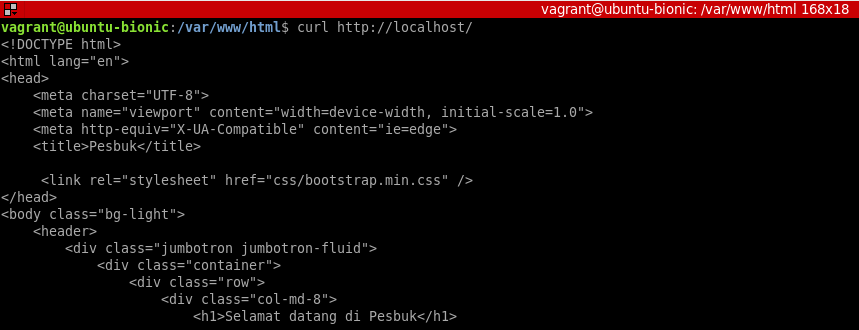 vagrant@ubuntu-bionic: /var/www/html 168x18
vagrant@ubuntu-bionic:/var/www/html$ curl http://localhost/
<!DOCTYPE html>
<html lang="en">
<head>
    <meta charset="UTF-8">
    <meta name="viewport" content="width=device-width, initial-scale=1.0">
    <meta http-equiv="X-UA-Compatible" content="ie=edge">
    <title>Pesbuk</title>

     <link rel="stylesheet" href="css/bootstrap.min.css" />
</head>
<body class="bg-light">
    <header>
        <div class="jumbotron jumbotron-fluid">
            <div class="container">
                <div class="row">
                    <div class="col-md-8">
                        <h1>Selamat datang di Pesbuk</h1>